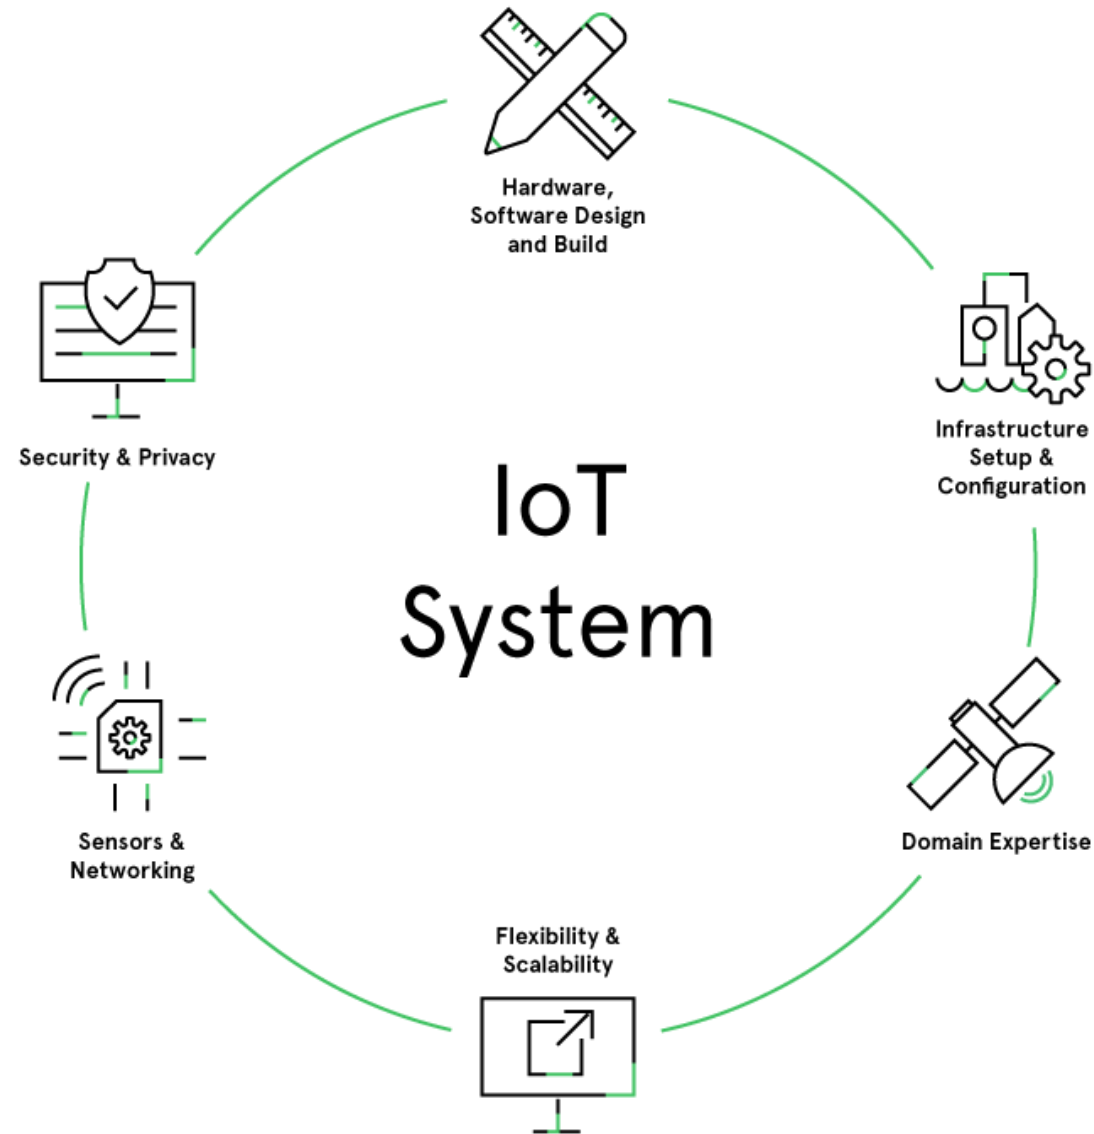 Hardware,
Software Design
and Build
Infrastructure
Setup &
Configuration
Domain Expertise
Flexibility &
Scalability
Sensors &
Networking
Security & Privacy
IoT
System